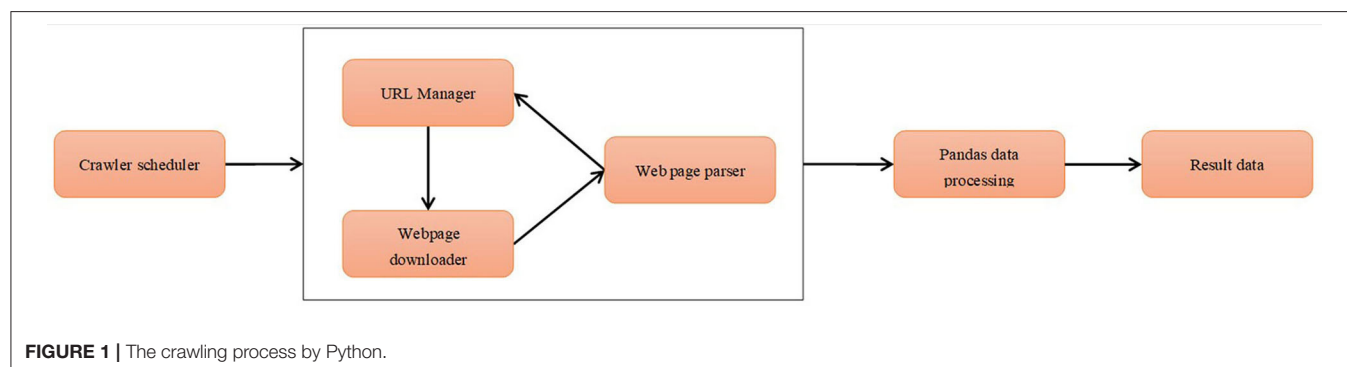 Crawler scheduler
URL Manager
Webpage
downloader
Web page parser
Pandas data
processing
Result data
FIGURE 1 | The crawling process by Python.